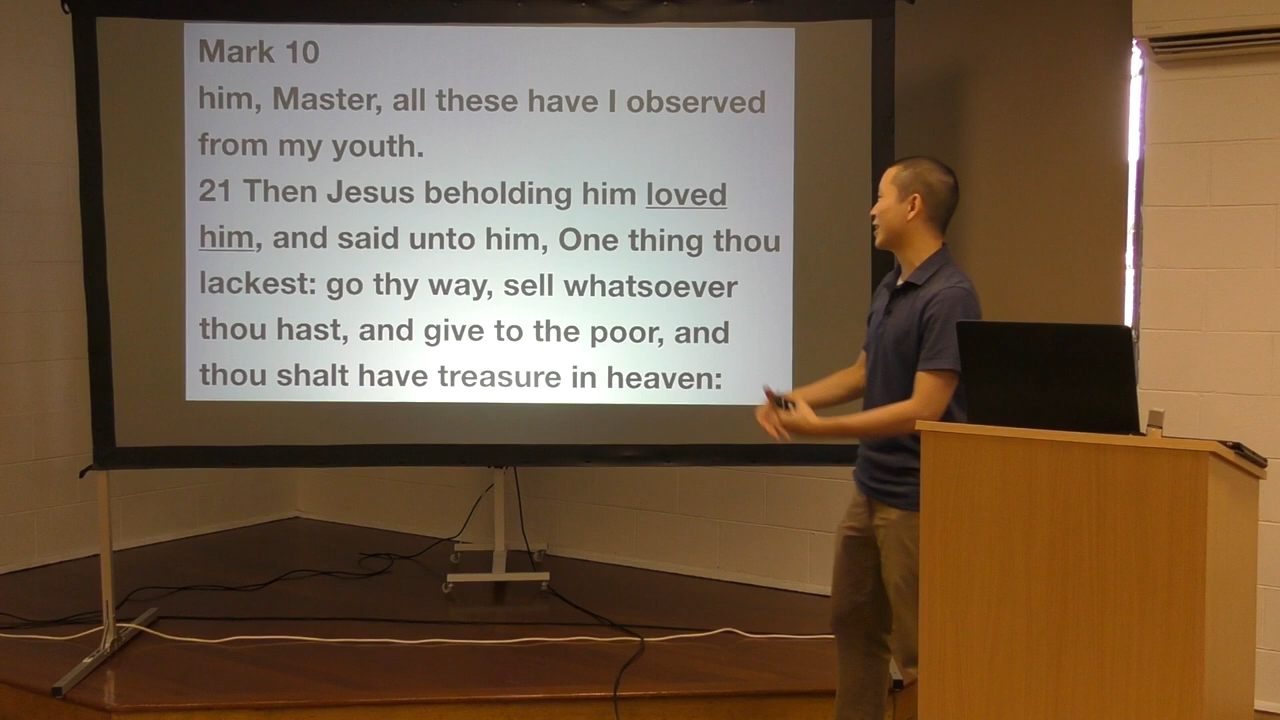 Mark 10
him, Master, all these have I observed
from my youth.
21 Then Jesus beholding him loved
him, and said unto him, One thing thou
lackest: go thy way, sell whatsoever
thou hast, and give to the poor, and
thou shalt have treasure in heaven: